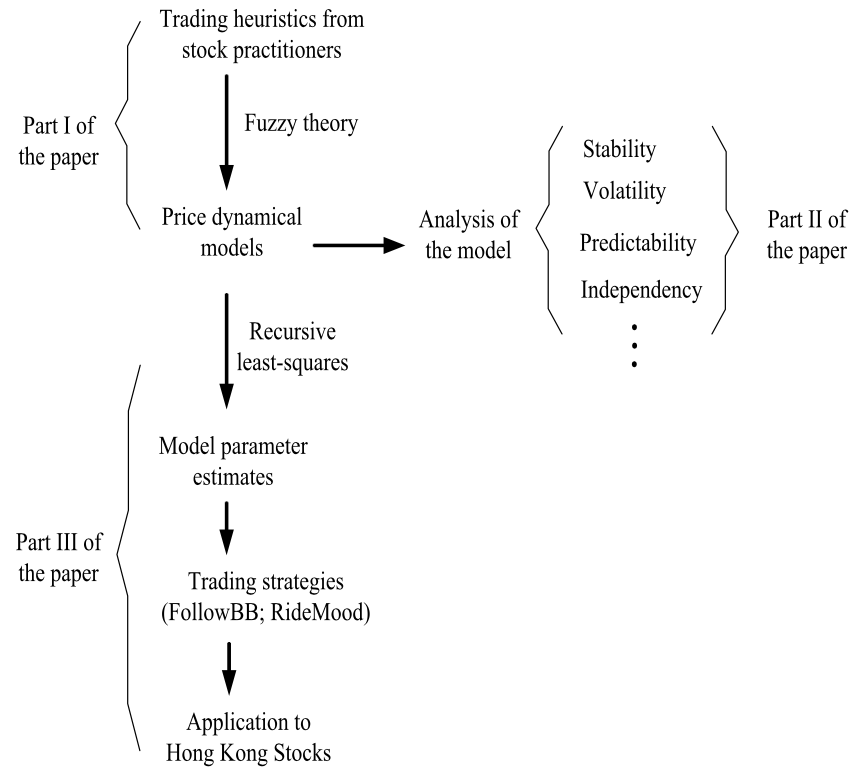 Trading heuristics from
stock practitioners
Part I of
the paper
Fuzzy theory
Price dynamical
models
Analysis of
the model
Stability
Volatility
Predictability
Independency
Part II of
the paper
Recursive
least-squares
Model parameter
estimates
Part III of
the paper
Trading strategies
(FollowBB; RideMood)
Application to
Hong Kong Stocks